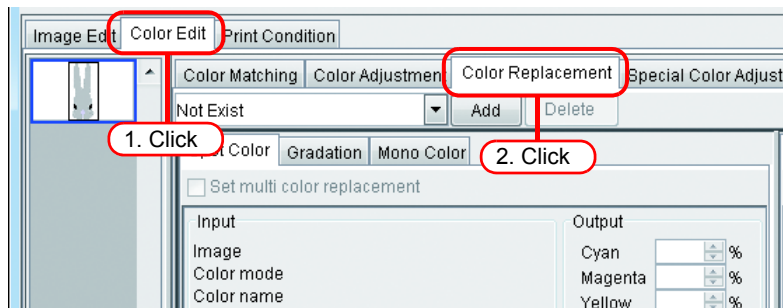 Image Edit Color Edit Print Condition
Color Matching Color Adjustment Color Replacement Special Color Adjust
Not Exist Add Delete
1. Click
Color Gradation Mono Color
2. Click
Set multi color replacement
Input Output
Image Cyan %
Color mode Magenta %
Color name Yellow %